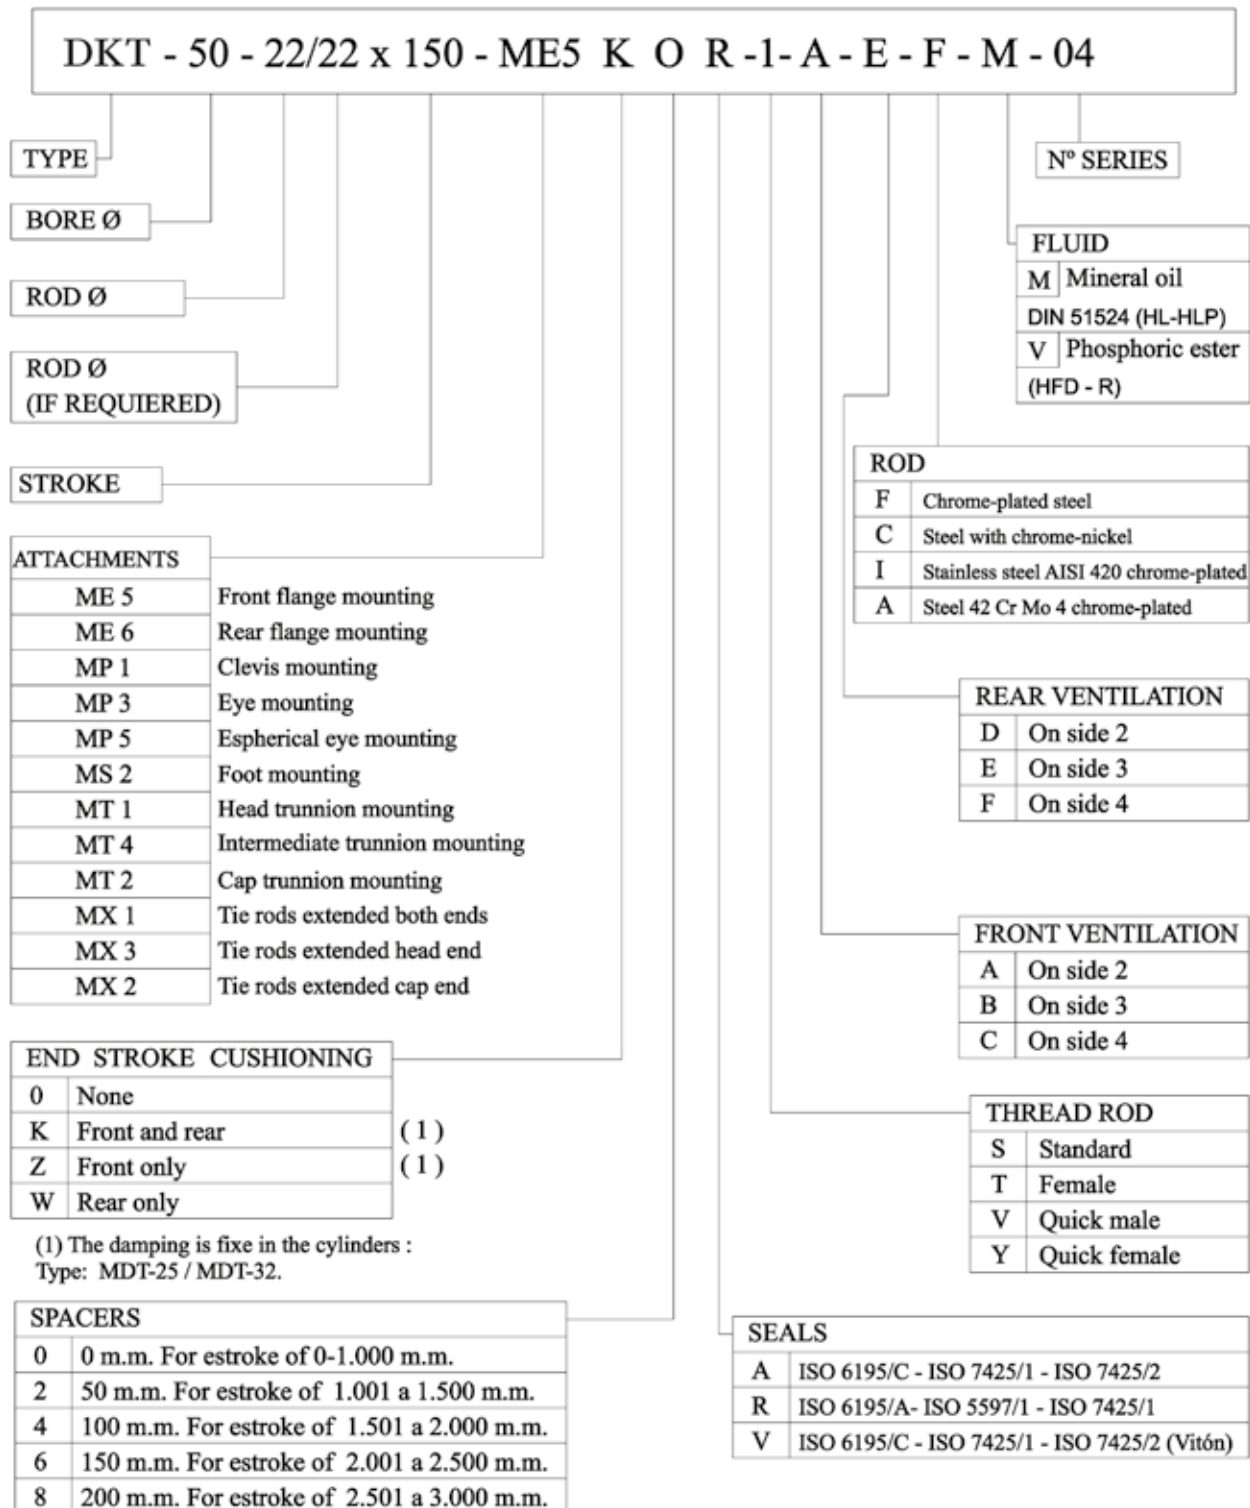 DKT - 50 - 22/22 x 150 - ME5 K O R -1- A - E - F - M - 04
TYPE
BORE Ø
ROD Ø
ROD Ø
(IF REQUIERED)
STROKE
ATTACHMENTS
ME 5 Front flange mounting
ME 6 Rear flange mounting
MP 1 Clevis mounting
MP 3 Eye mounting
MP 5 Espherical eye mounting
MS 2 Foot mounting
MT 1 Head trunnion mounting
MT 4 Intermediate trunnion mounting
MT 2 Cap trunnion mounting
MX 1 Tie rods extended both ends
MX 3 Tie rods extended head end
MX 2 Tie rods extended cap end
END STROKE CUSHIONING
0 None
K Front and rear (1)
Z Front only (1)
W Rear only
(1) The damping is fixe in the cylinders :
Type: MDT-25 / MDT-32.
SPACERS
0 0 m.m. For estroke of 0-1.000 m.m.
2 50 m.m. For estroke of 1.001 a 1.500 m.m.
4 100 m.m. For estroke of 1.501 a 2.000 m.m.
6 150 m.m. For estroke of 2.001 a 2.500 m.m.
8 200 m.m. For estroke of 2.501 a 3.000 m.m.
Nº SERIES
FLUID
M Mineral oil
DIN 51524 (HL-HLP)
V Phosphoric ester
(HFD - R)
ROD
F Chrome-plated steel
C Steel with chrome-nickel
I Stainless steel AISI 420 chrome-plated
A Steel 42 Cr Mo 4 chrome-plated
REAR VENTILATION
D On side 2
E On side 3
F On side 4
FRONT VENTILATION
A On side 2
B On side 3
C On side 4
THREAD ROD
S Standard
T Female
V Quick male
Y Quick female
SEALS
A ISO 6195/C - ISO 7425/1 - ISO 7425/2
R ISO 6195/A- ISO 5597/1 - ISO 7425/1
V ISO 6195/C - ISO 7425/1 - ISO 7425/2 (Vitón)